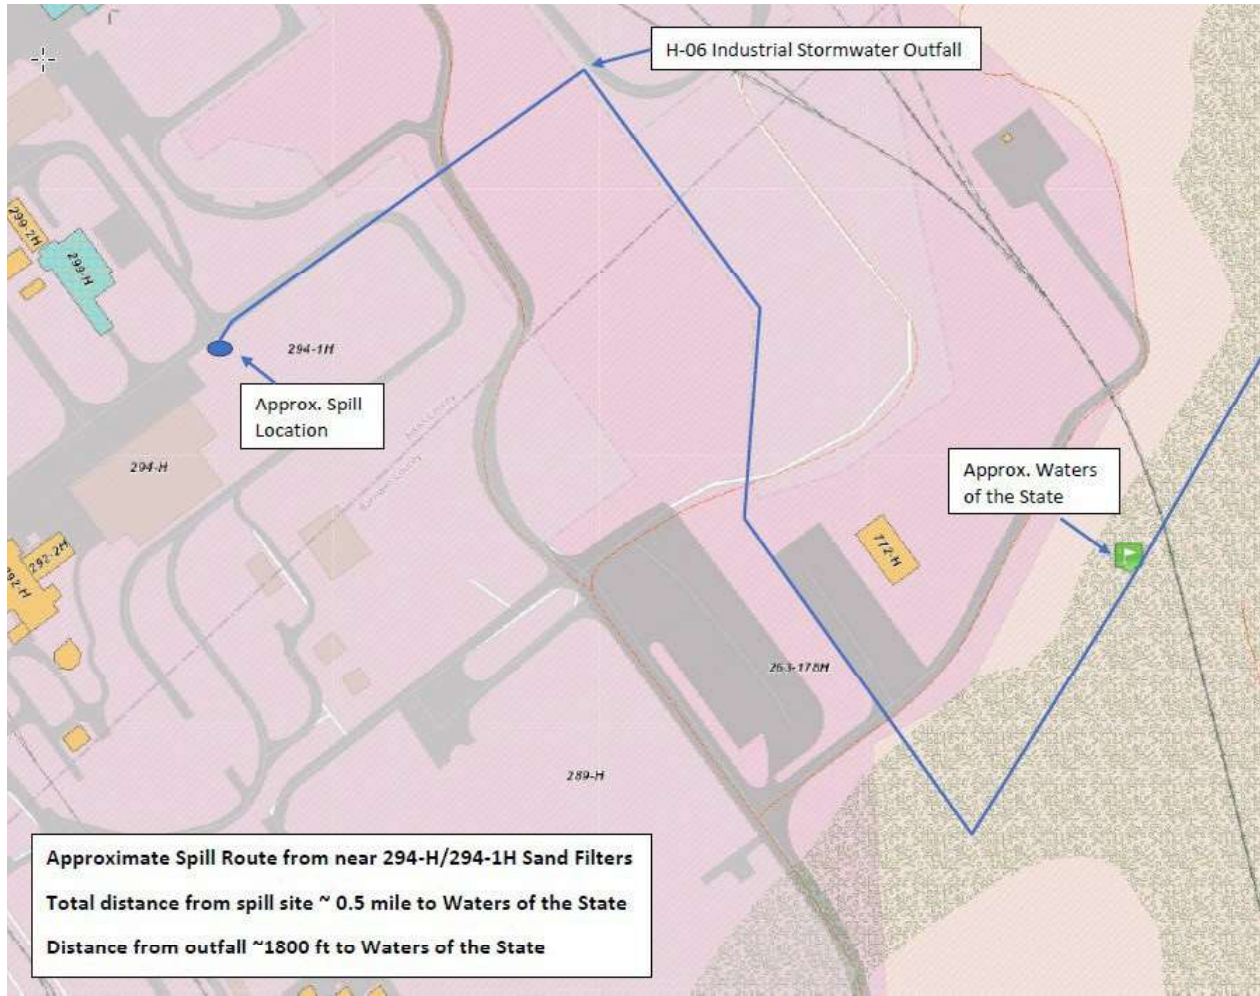 H-06 Industrial Stormwater Outfall
299-2H
299-H
294-1H
Approx. Spill
Location
294-H
Approx. Waters
of the State
292-2H
292-H
772-H
263-178H
289-H
Approximate Spill Route from near 294-H/294-1H Sand Filters
Total distance from spill site ~ 0.5 mile to Waters of the State
Distance from outfall ~1800 ft to Waters of the State